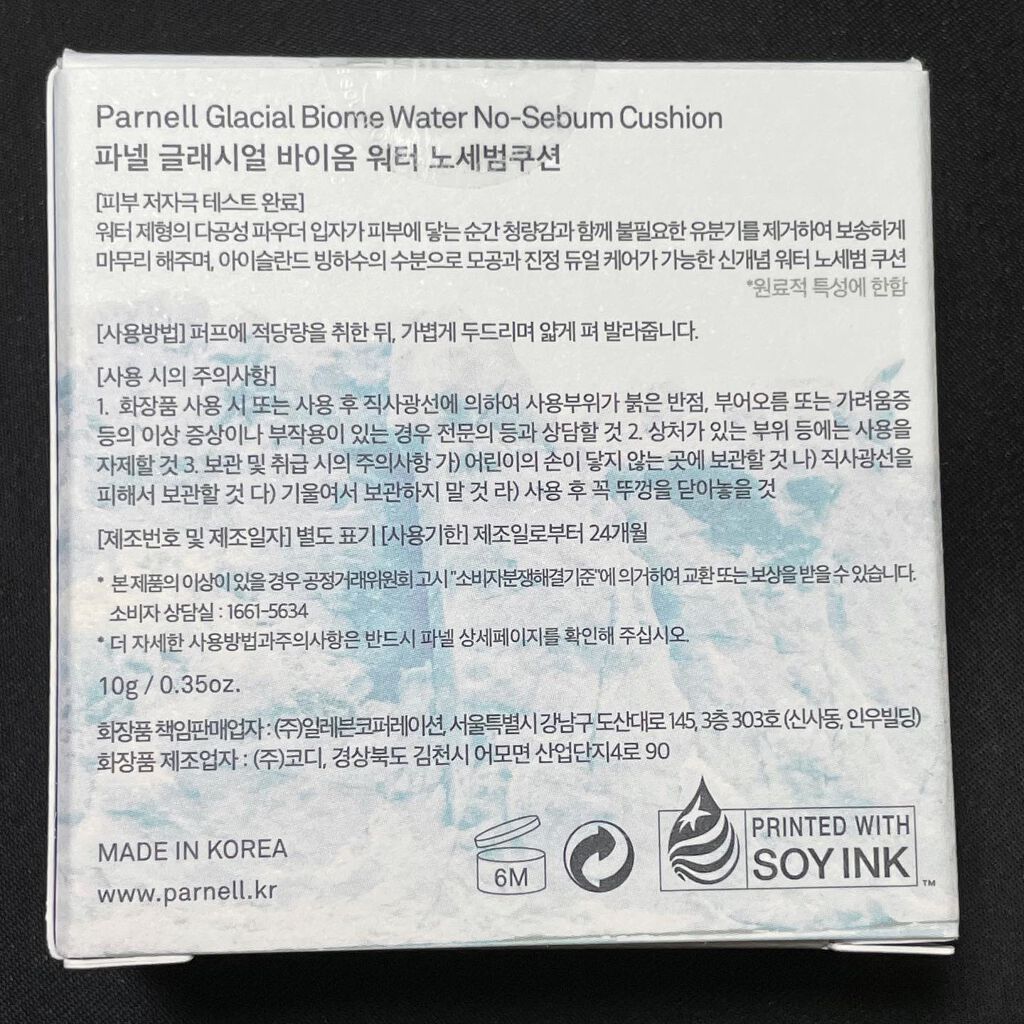 Parnell Glacial Biome Water No-Sebum Cushion
파넬 글래시얼 바이옴 워터 노세범쿠션
[피부 저자극 테스트 완료]
워터 제형의 다공성 파우더 입자가 피부에 닿는 순간 청량감과 함께 불필요한 유분기를 제거하여 보송하게
마무리 해주며, 아이슬란드 빙하수의 수분으로 모공과 진정 듀얼 케어가 가능한 신개념 워터 노세범 쿠션
*원료적 특성에 한함
[사용방법] 퍼프에 적당량을 취한 뒤, 가볍게 두드리며 얇게 펴 발라줍니다.
[사용 시의 주의사항]
1. 화장품 사용 시 또는 사용 후 직사광선에 의하여 사용부위가 붉은 반점, 부어오름 또는 가려움증
등의 이상 증상이나 부작용이 있는 경우 전문의 등과 상담할 것 2. 상처가 있는 부위 등에는 사용을
자제할 것 3. 보관 및 취급 시의 주의사항 가) 어린이의 손이 닿지 않는 곳에 보관할 것 나) 직사광선을
피해서 보관할 것 다) 기울여서 보관하지 말 것 라) 사용 후 꼭 뚜껑을 닫아놓을 것
[제조번호 및 제조일자] 별도 표기 [사용기한] 제조일로부터 24개월
* 본 제품의 이상이 있을 경우 공정거래위원회 고시 "소비자분쟁해결기준"에 의거하여 교환 또는 보상을 받을 수 있습니다.
소비자 상담실 : 1661-5634
* 더 자세한 사용방법과주의사항은 반드시 파넬 상세페이지를 확인해 주십시오.
10g / 0.35oz.
화장품 책임판매업자 : (주)일레븐코퍼레이션, 서울특별시 강남구 도산대로 145, 3층 303호 (신사동, 인우빌딩)
화장품 제조업자 : (주)코디, 경상북도 김천시 어모면 산업단지4로 90
MADE IN KOREA
www.parnell.kr
6M
PRINTED WITH
SOY INK™